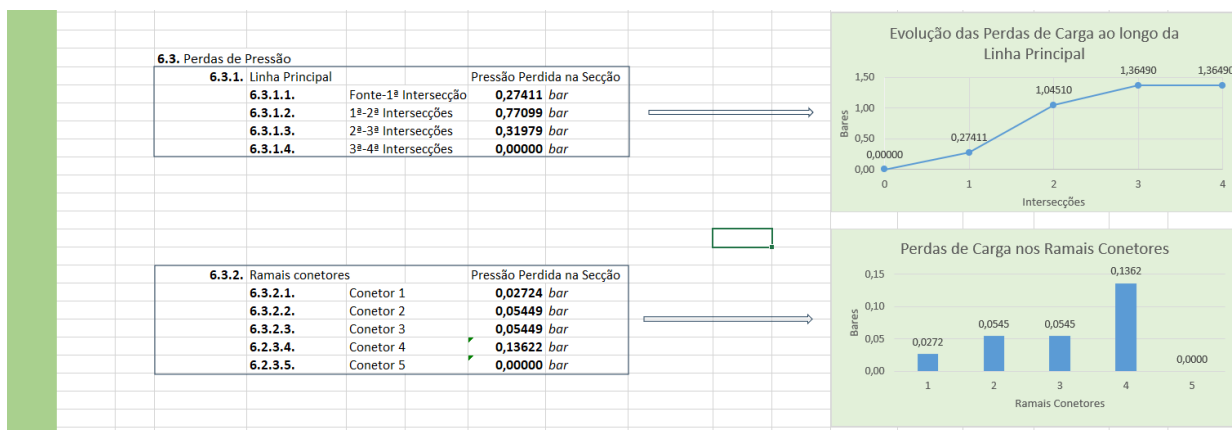 6.3. Perdas de Pressão
6.3.1. Linha Principal Pressão Perdida na Secção
6.3.1.1. Fonte-1ª Intersecção 0,27411 bar
6.3.1.2. 1ª-2ª Intersecções 0,77099 bar
6.3.1.3. 2ª-3ª Intersecções 0,31979 bar
6.3.1.4. 3ª-4ª Intersecções 0,00000 bar
Evolução das Perdas de Carga ao longo da
Linha Principal
1,36490 1,36490
1,50
1,04510
1,00
Bares
0,50
0,27411
0,00000
0,00
0 1 2 3 4
Intersecções
6.3.2. Ramais conetores Pressão Perdida na Secção
6.3.2.1. Conetor 1 0,02724 bar
6.3.2.2. Conetor 2 0,05449 bar
6.3.2.3. Conetor 3 0,05449 bar
6.2.3.4. Conetor 4 0,13622 bar
6.2.3.5. Conetor 5 0,00000 bar
Perdas de Carga nos Ramais Conetores
0,15
0,1362
0,10
Bares
0,0545 0,0545
0,05
0,0272
0,0000
0,00
1 2 3 4 5
Ramais Conetores